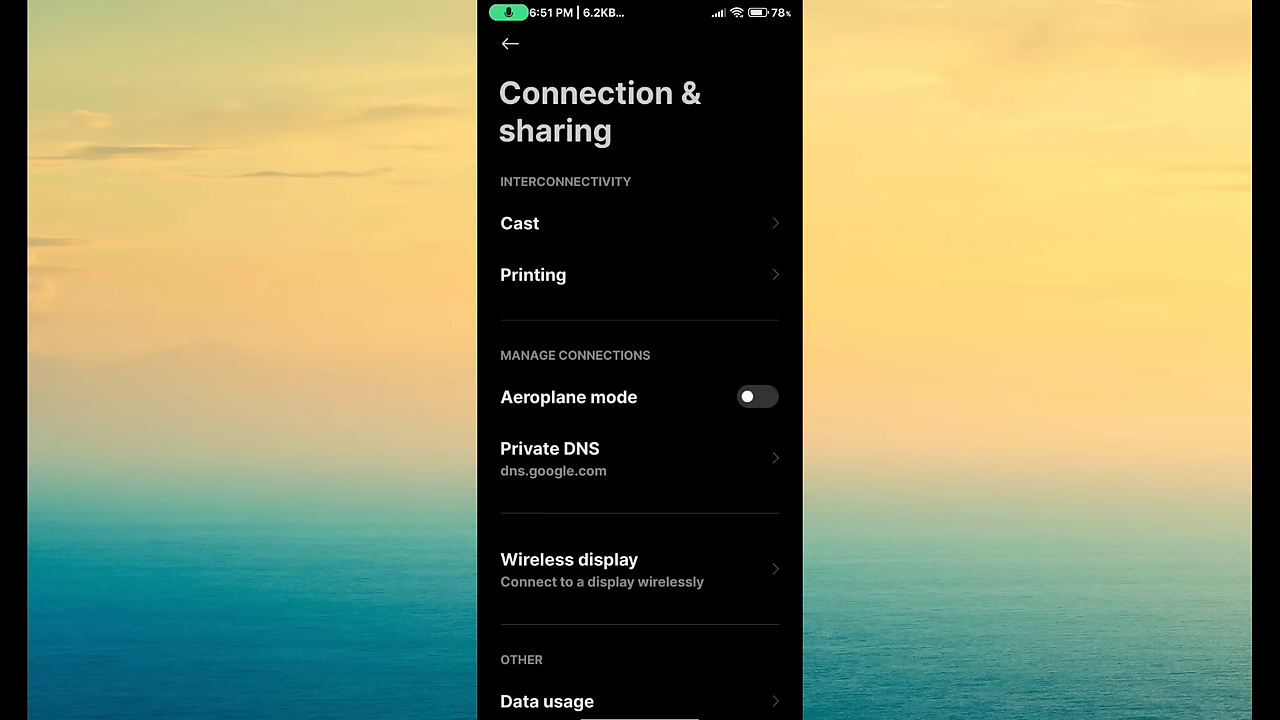 6:51 PM | 6.2KB... 78%
Connection &
sharing
INTERCONNECTIVITY
Cast
Printing
MANAGE CONNECTIONS
Aeroplane mode
Private DNS
dns.google.com
Wireless display
Connect to a display wirelessly
OTHER
Data usage